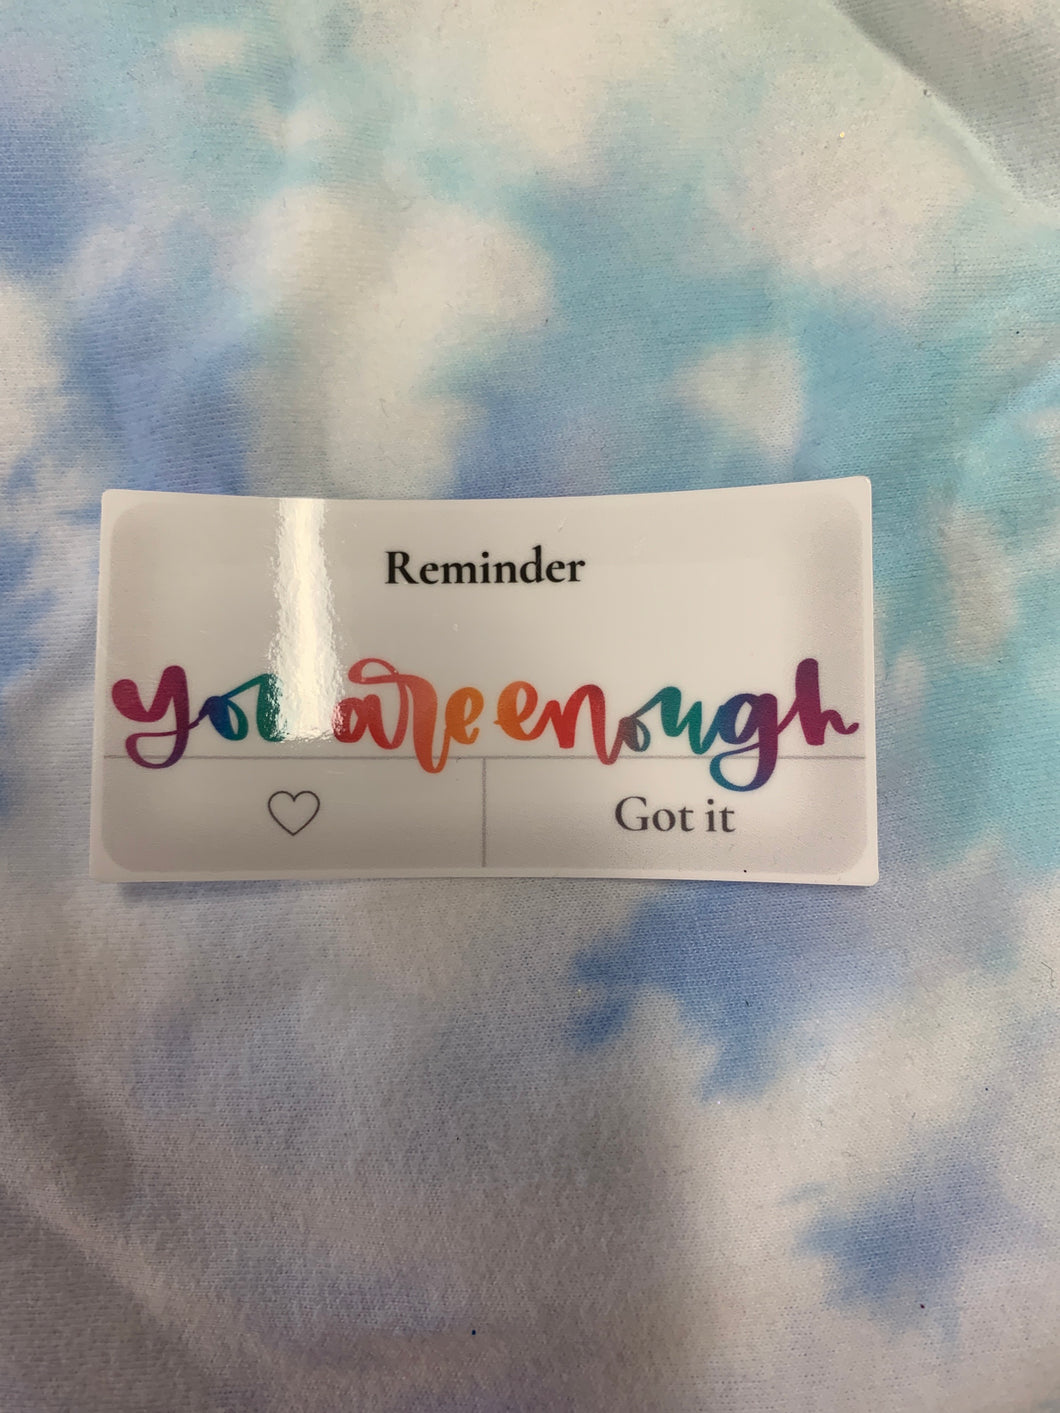 Reminder
you are enough
♡
Got it